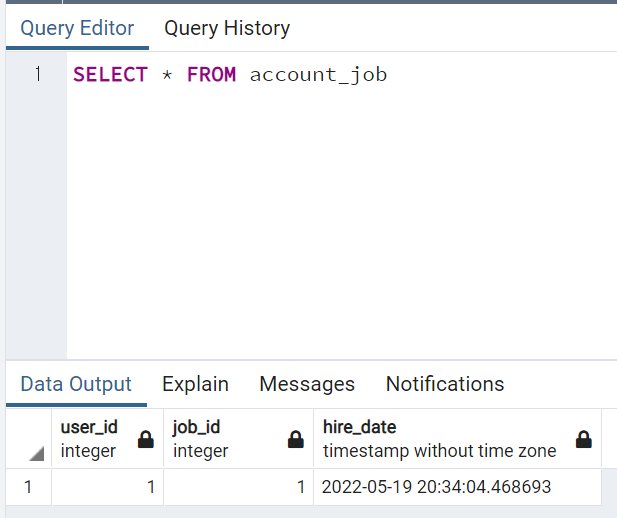 Query Editor Query History
1 SELECT * FROM account_job
Data Output Explain Messages Notifications
user_id job_id hire_date
integer integer timestamp without time zone
1 1 1 2022-05-19 20:34:04.468693